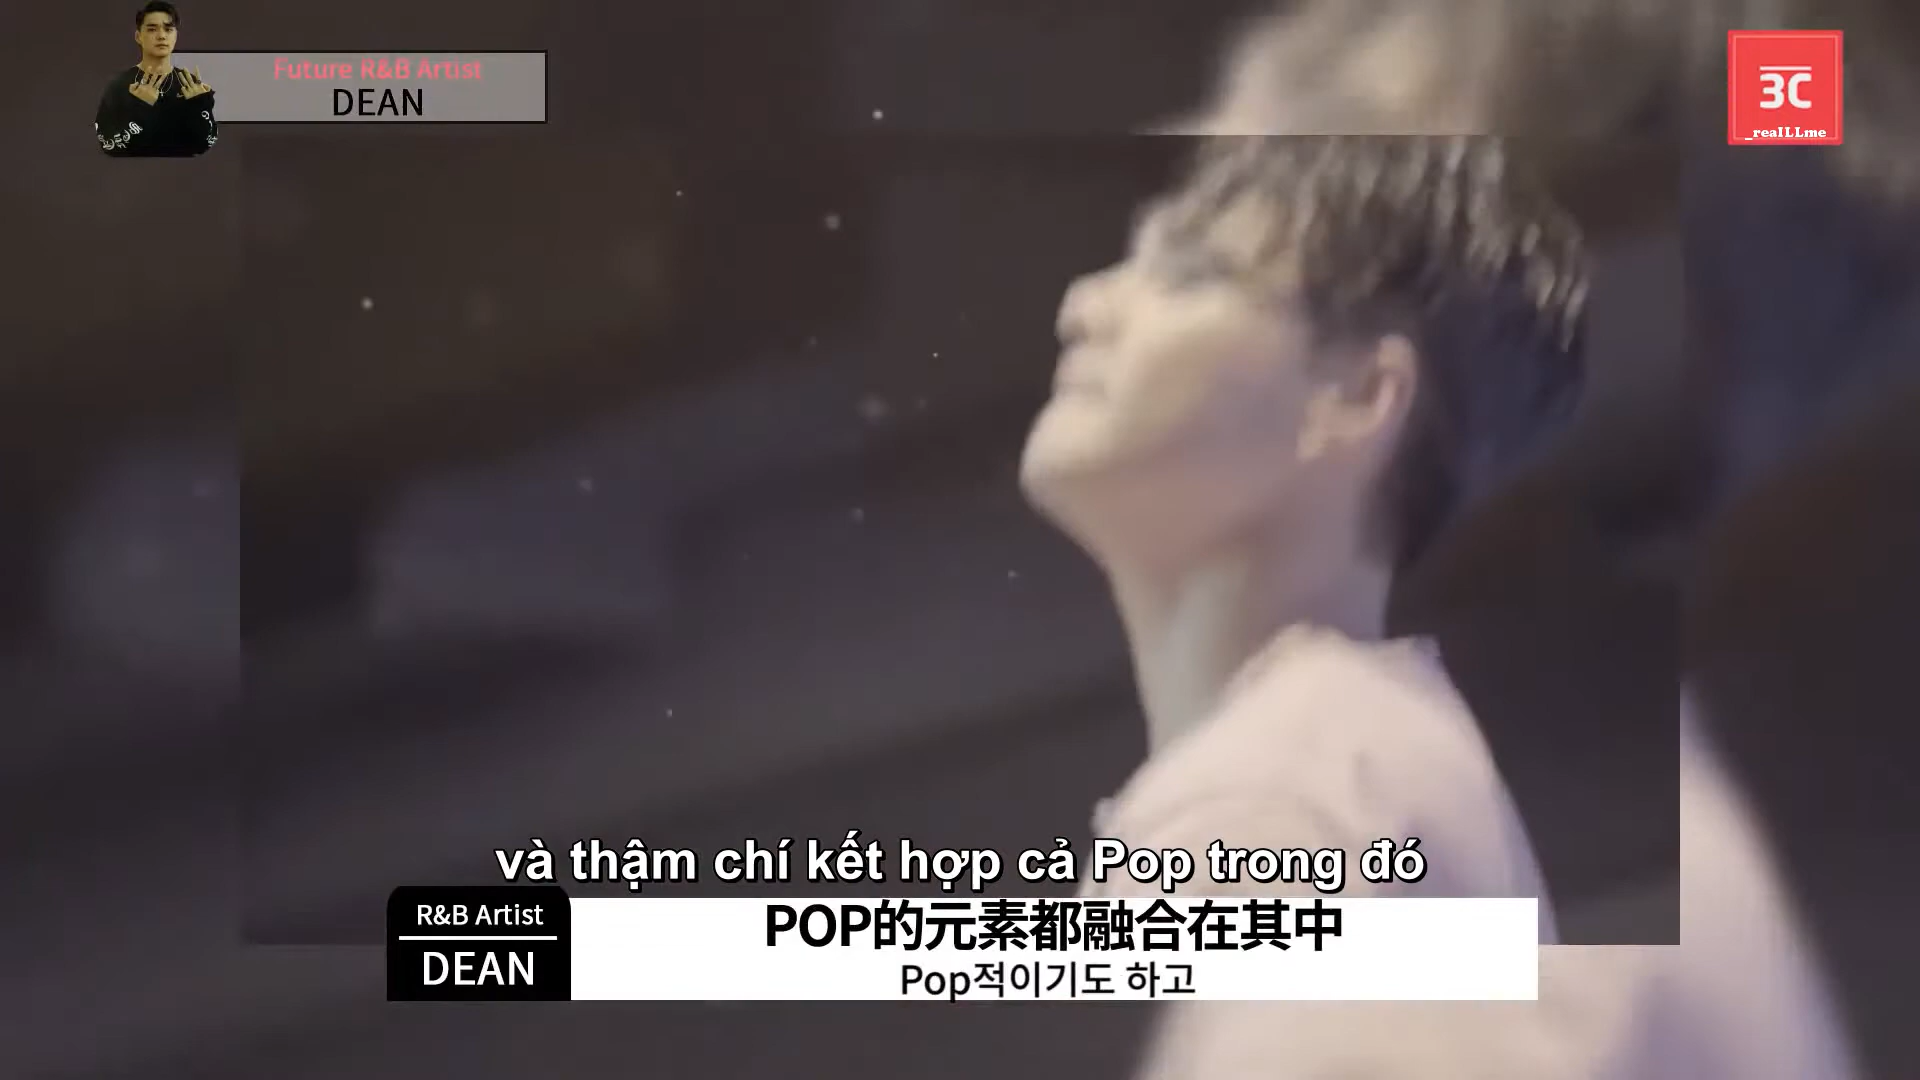 Future R&B Artist
DEAN
3C
_reaILLme
và thậm chí kết hợp cả Pop trong đó
R&B Artist
DEAN
POP的元素都融合在其中
Pop적이기도 하고